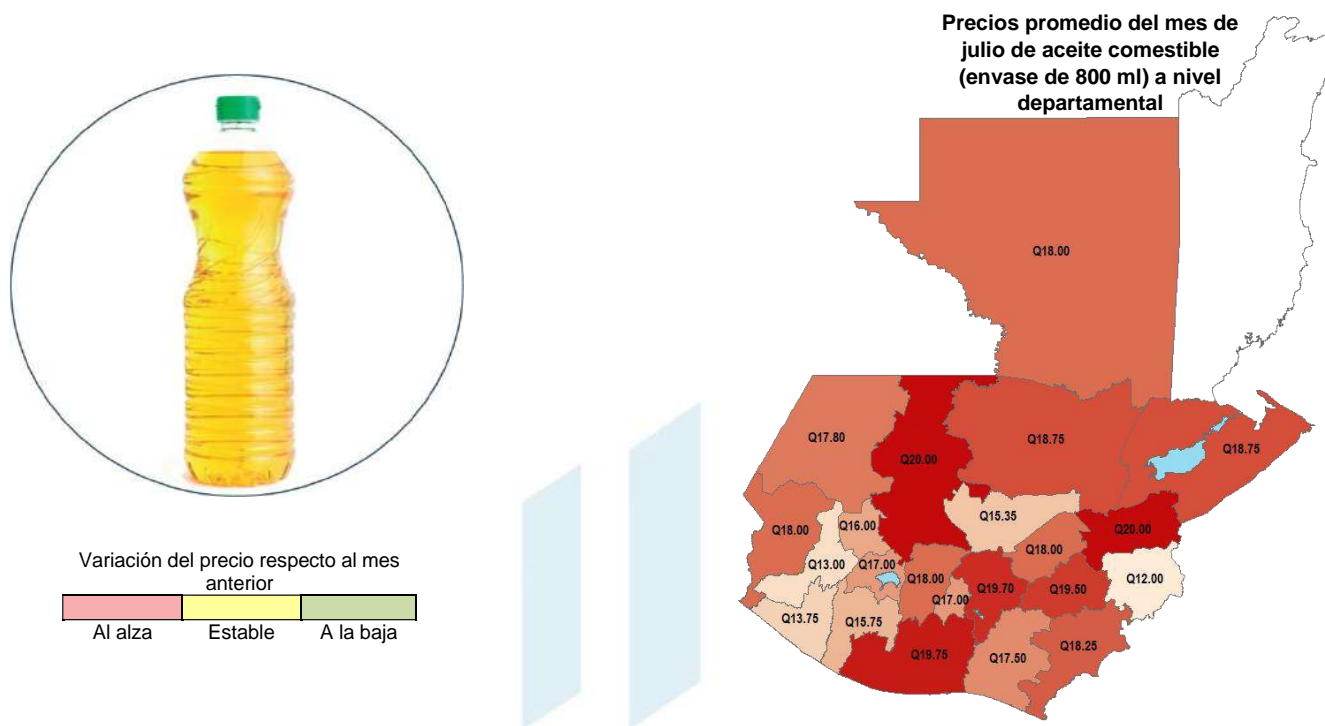 Precios promedio del mes de
julio de aceite comestible
(envase de 800 ml) a nivel
departamental
Q18.00
Q17.80
Q20.00
Q18.75
Q18.75
Q18.00
Q16.00
Q15.35
Q18.00
Q20.00
Q13.00
Q17.00
Q18.00
Q17.00
Q19.70
Q19.50
Q12.00
Q13.75
Q15.75
Q19.75
Q17.50
Q18.25
Variación del precio respecto al mes
anterior
Al alza Estable A la baja